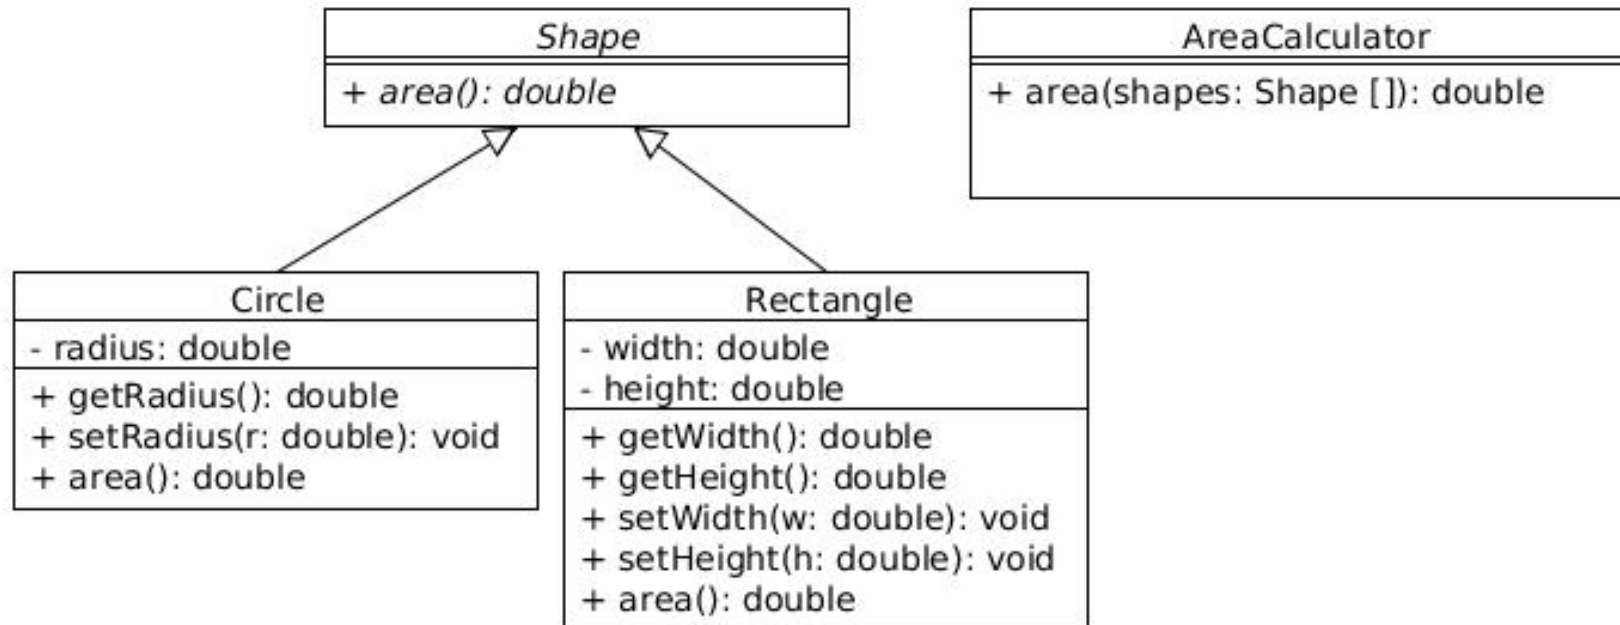 Shape
+ area(): double
AreaCalculator
+ area(shapes: Shape []): double
Circle
- radius: double
+ getRadius(): double
+ setRadius(r: double): void
+ area(): double
Rectangle
- width: double
- height: double
+ getWidth(): double
+ getHeight(): double
+ setWidth(w: double): void
+ setHeight(h: double): void
+ area(): double